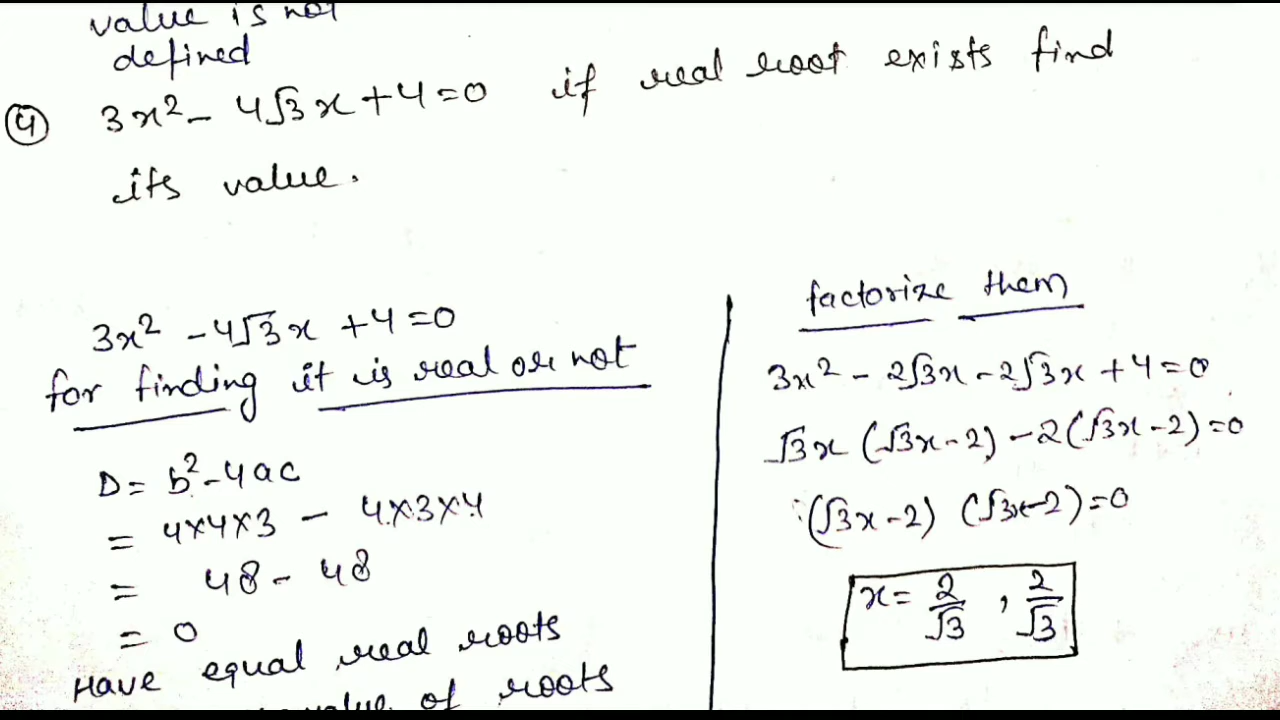 value is not
defined
④ 3x² - 4√3x + 4 = 0 if real root exists find
its value.
3x² - 4√3x + 4 = 0
for finding it is real or not
D = b² - 4ac
= 4×4×3 - 4×3×4
= 48 - 48
= 0
Have equal real roots
value of roots
factorize them
3x² - 2√3x - 2√3x + 4 = 0
√3x (√3x - 2) - 2 (√3x - 2) = 0
(√3x - 2) (√3x - 2) = 0
x = 2/√3 , 2/√3